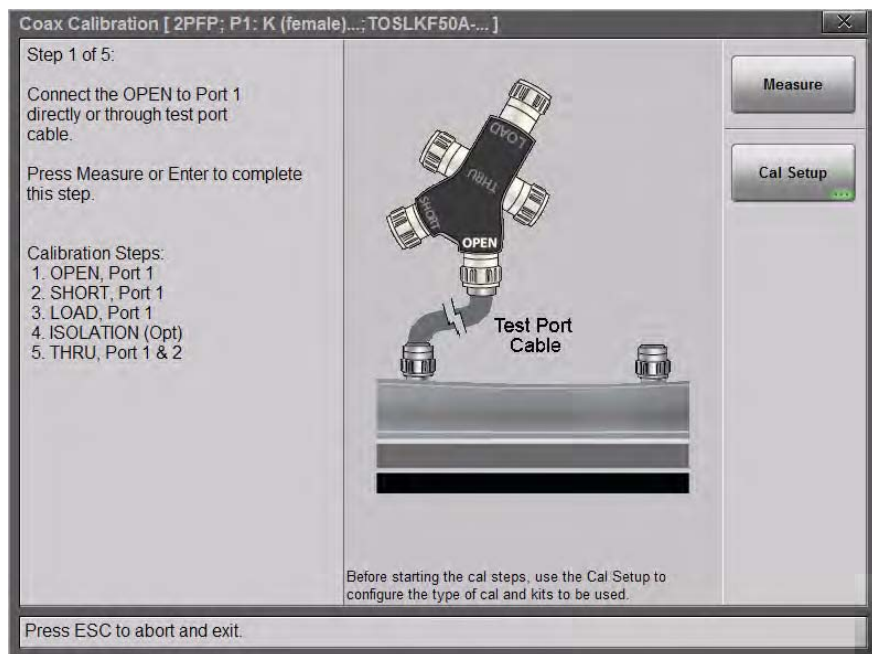 Coax Calibration [ 2PFP; P1: K (female)...;TOSLKF50A-... ]
Step 1 of 5:
Connect the OPEN to Port 1
directly or through test port
cable.
Press Measure or Enter to complete
this step.
Calibration Steps:
1. OPEN, Port 1
2. SHORT, Port 1
3. LOAD, Port 1
4. ISOLATION (Opt)
5. THRU, Port 1 & 2
LOAD
THRU
SHORT
OPEN
Test Port
Cable
Before starting the cal steps, use the Cal Setup to
configure the type of cal and kits to be used.
Measure
Cal Setup
Press ESC to abort and exit.